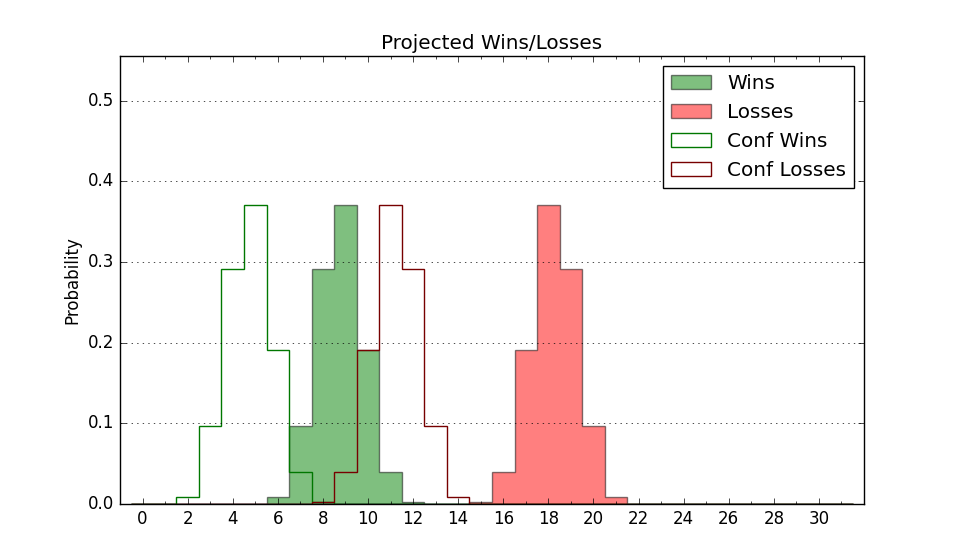 Projected Wins/Losses
Wins
Losses
Conf Wins
Conf Losses
Probability
0.5
0.4
0.3
0.2
0.1
0.0
0 2 4 6 8 10 12 14 16 18 20 22 24 26 28 30